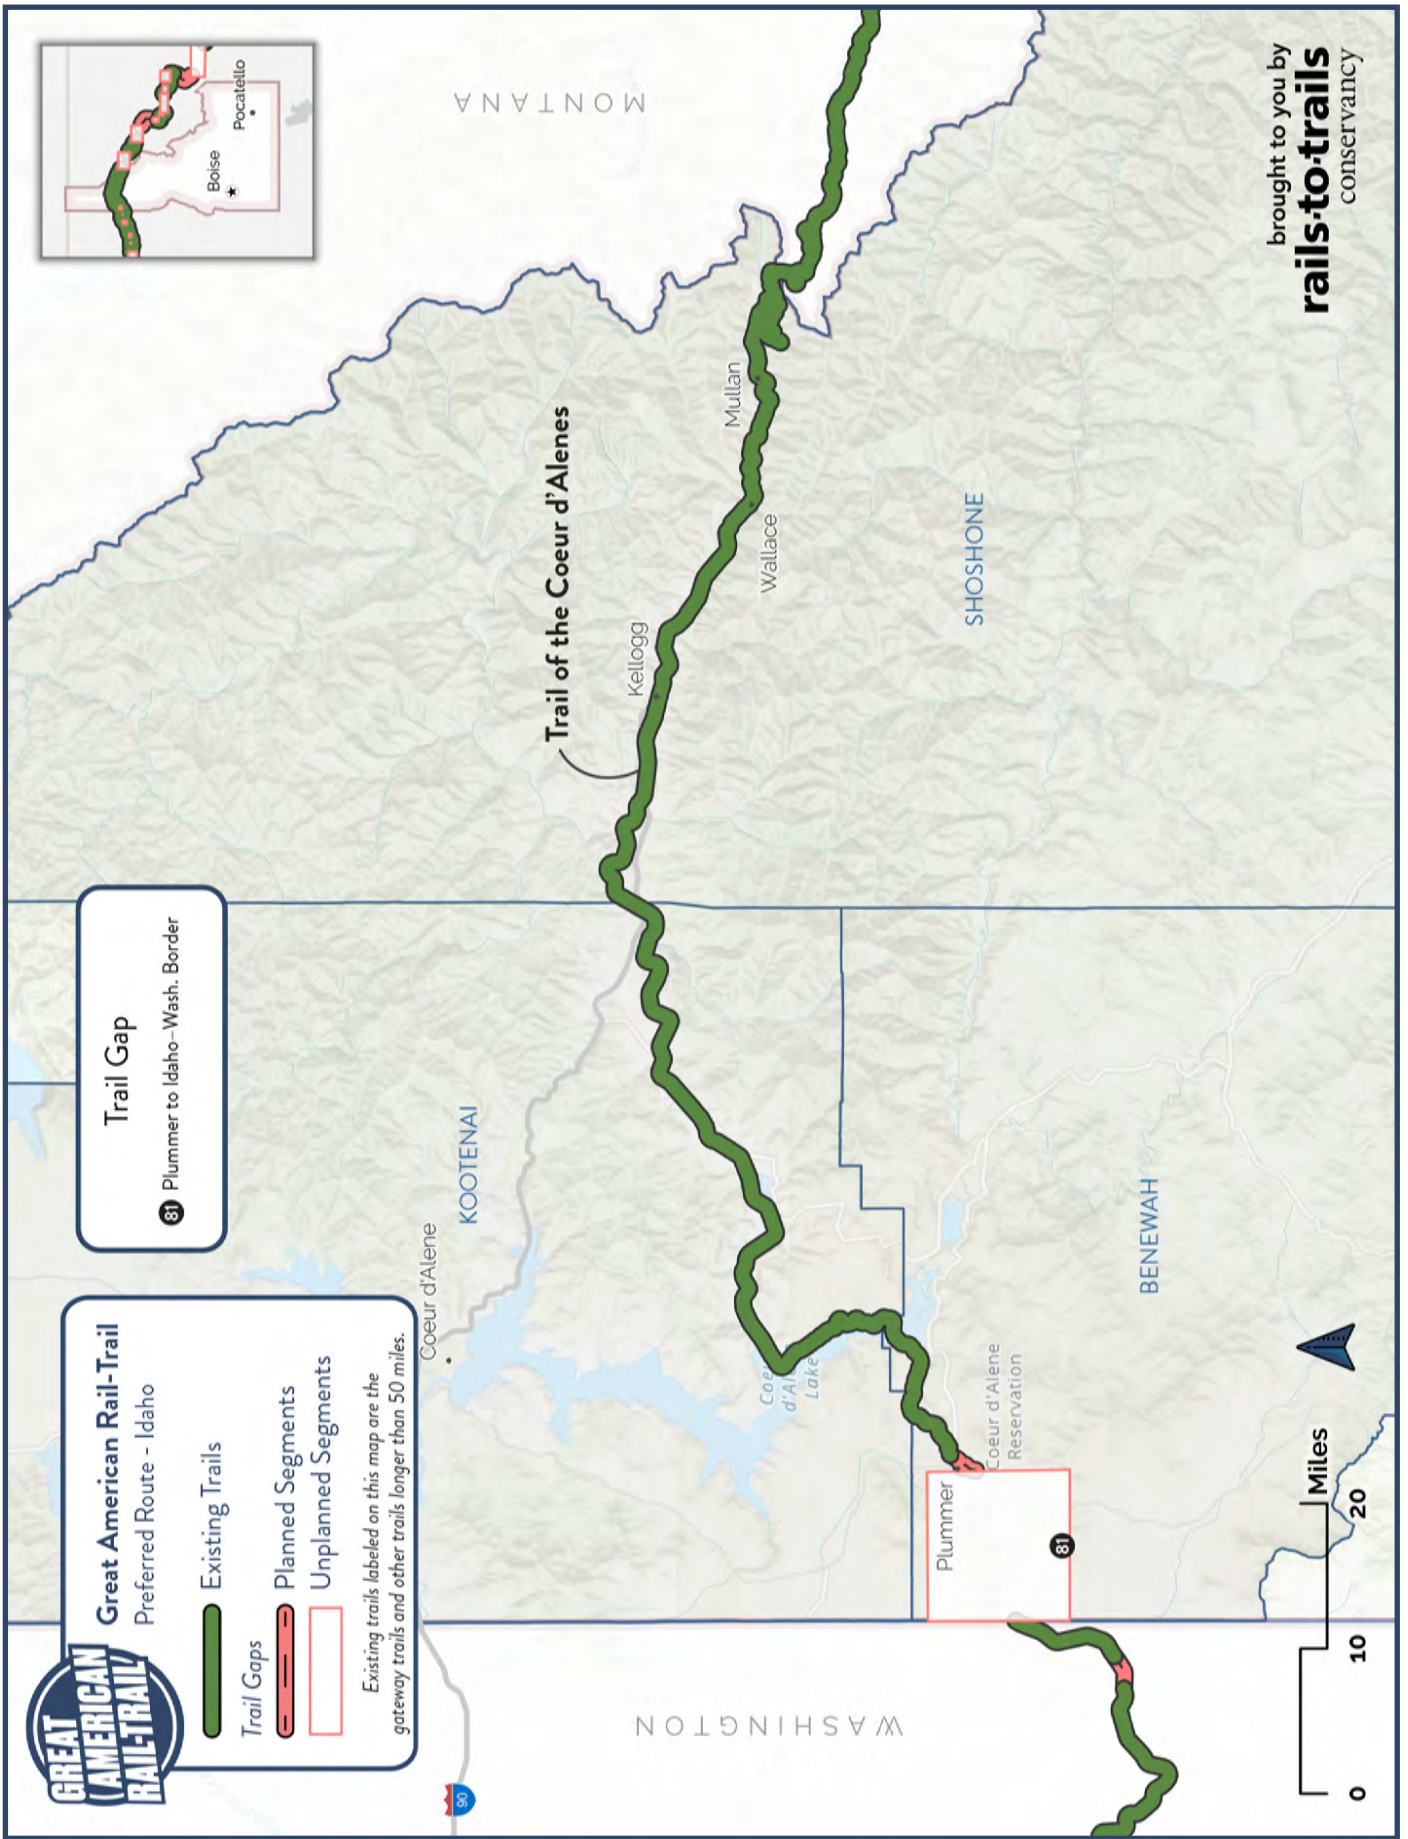 GREAT
AMERICAN
RAIL-TRAIL
Great American Rail-Trail
Preferred Route - Idaho
Existing Trails
Trail Gaps
Planned Segments
Unplanned Segments
Existing trails labeled on this map are the
gateway trails and other trails longer than 50 miles.
Trail Gap
81 Plummer to Idaho–Wash. Border
Boise
Pocatello
MONTANA
WASHINGTON
90
Coeur d'Alene
KOOTENAI
Trail of the Coeur d'Alenes
Kellogg
Mullan
Wallace
SHOSHONE
Coeu
d'Al
Lake
Plummer
81
Coeur d'Alene
Reservation
BENEWAH
0
10
20
Miles
brought to you by
rails·to·trails
conservancy